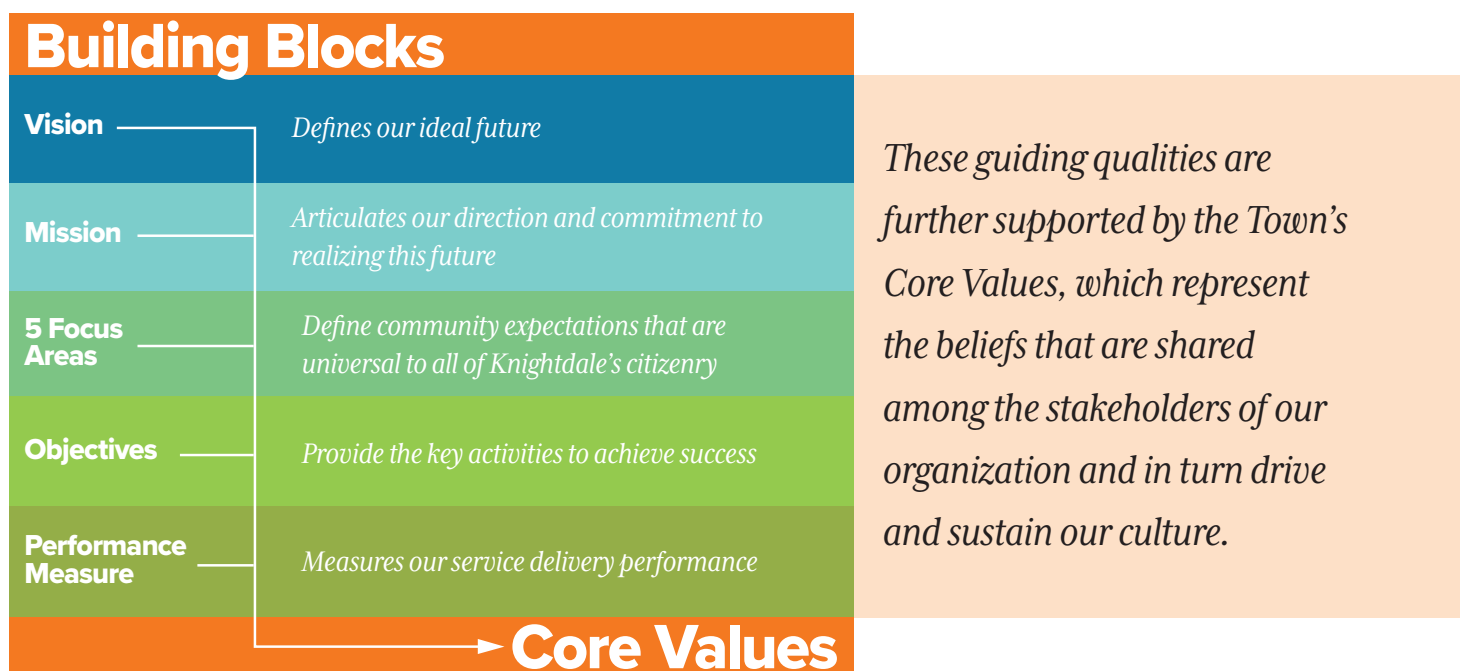 Building Blocks
Vision
Defines our ideal future
Mission
Articulates our direction and commitment to
realizing this future
5 Focus
Areas
Define community expectations that are
universal to all of Knightdale’s citizenry
Objectives
Provide the key activities to achieve success
Performance
Measure
Measures our service delivery performance
Core Values
These guiding qualities are
further supported by the Town’s
Core Values, which represent
the beliefs that are shared
among the stakeholders of our
organization and in turn drive
and sustain our culture.